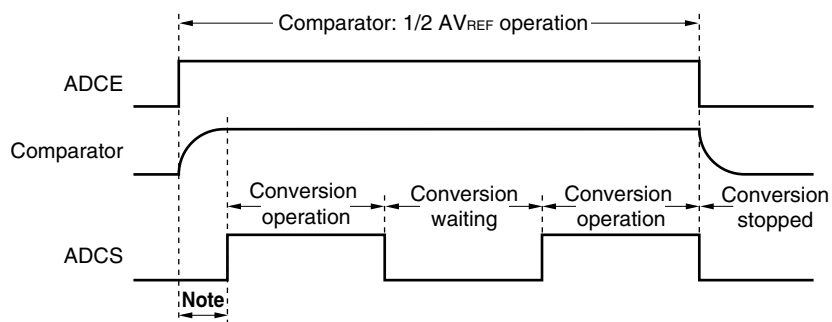 Comparator: 1/2 AVREF operation
ADCE
Comparator
Conversion operation
Conversion waiting
Conversion operation
Conversion stopped
ADCS
Note